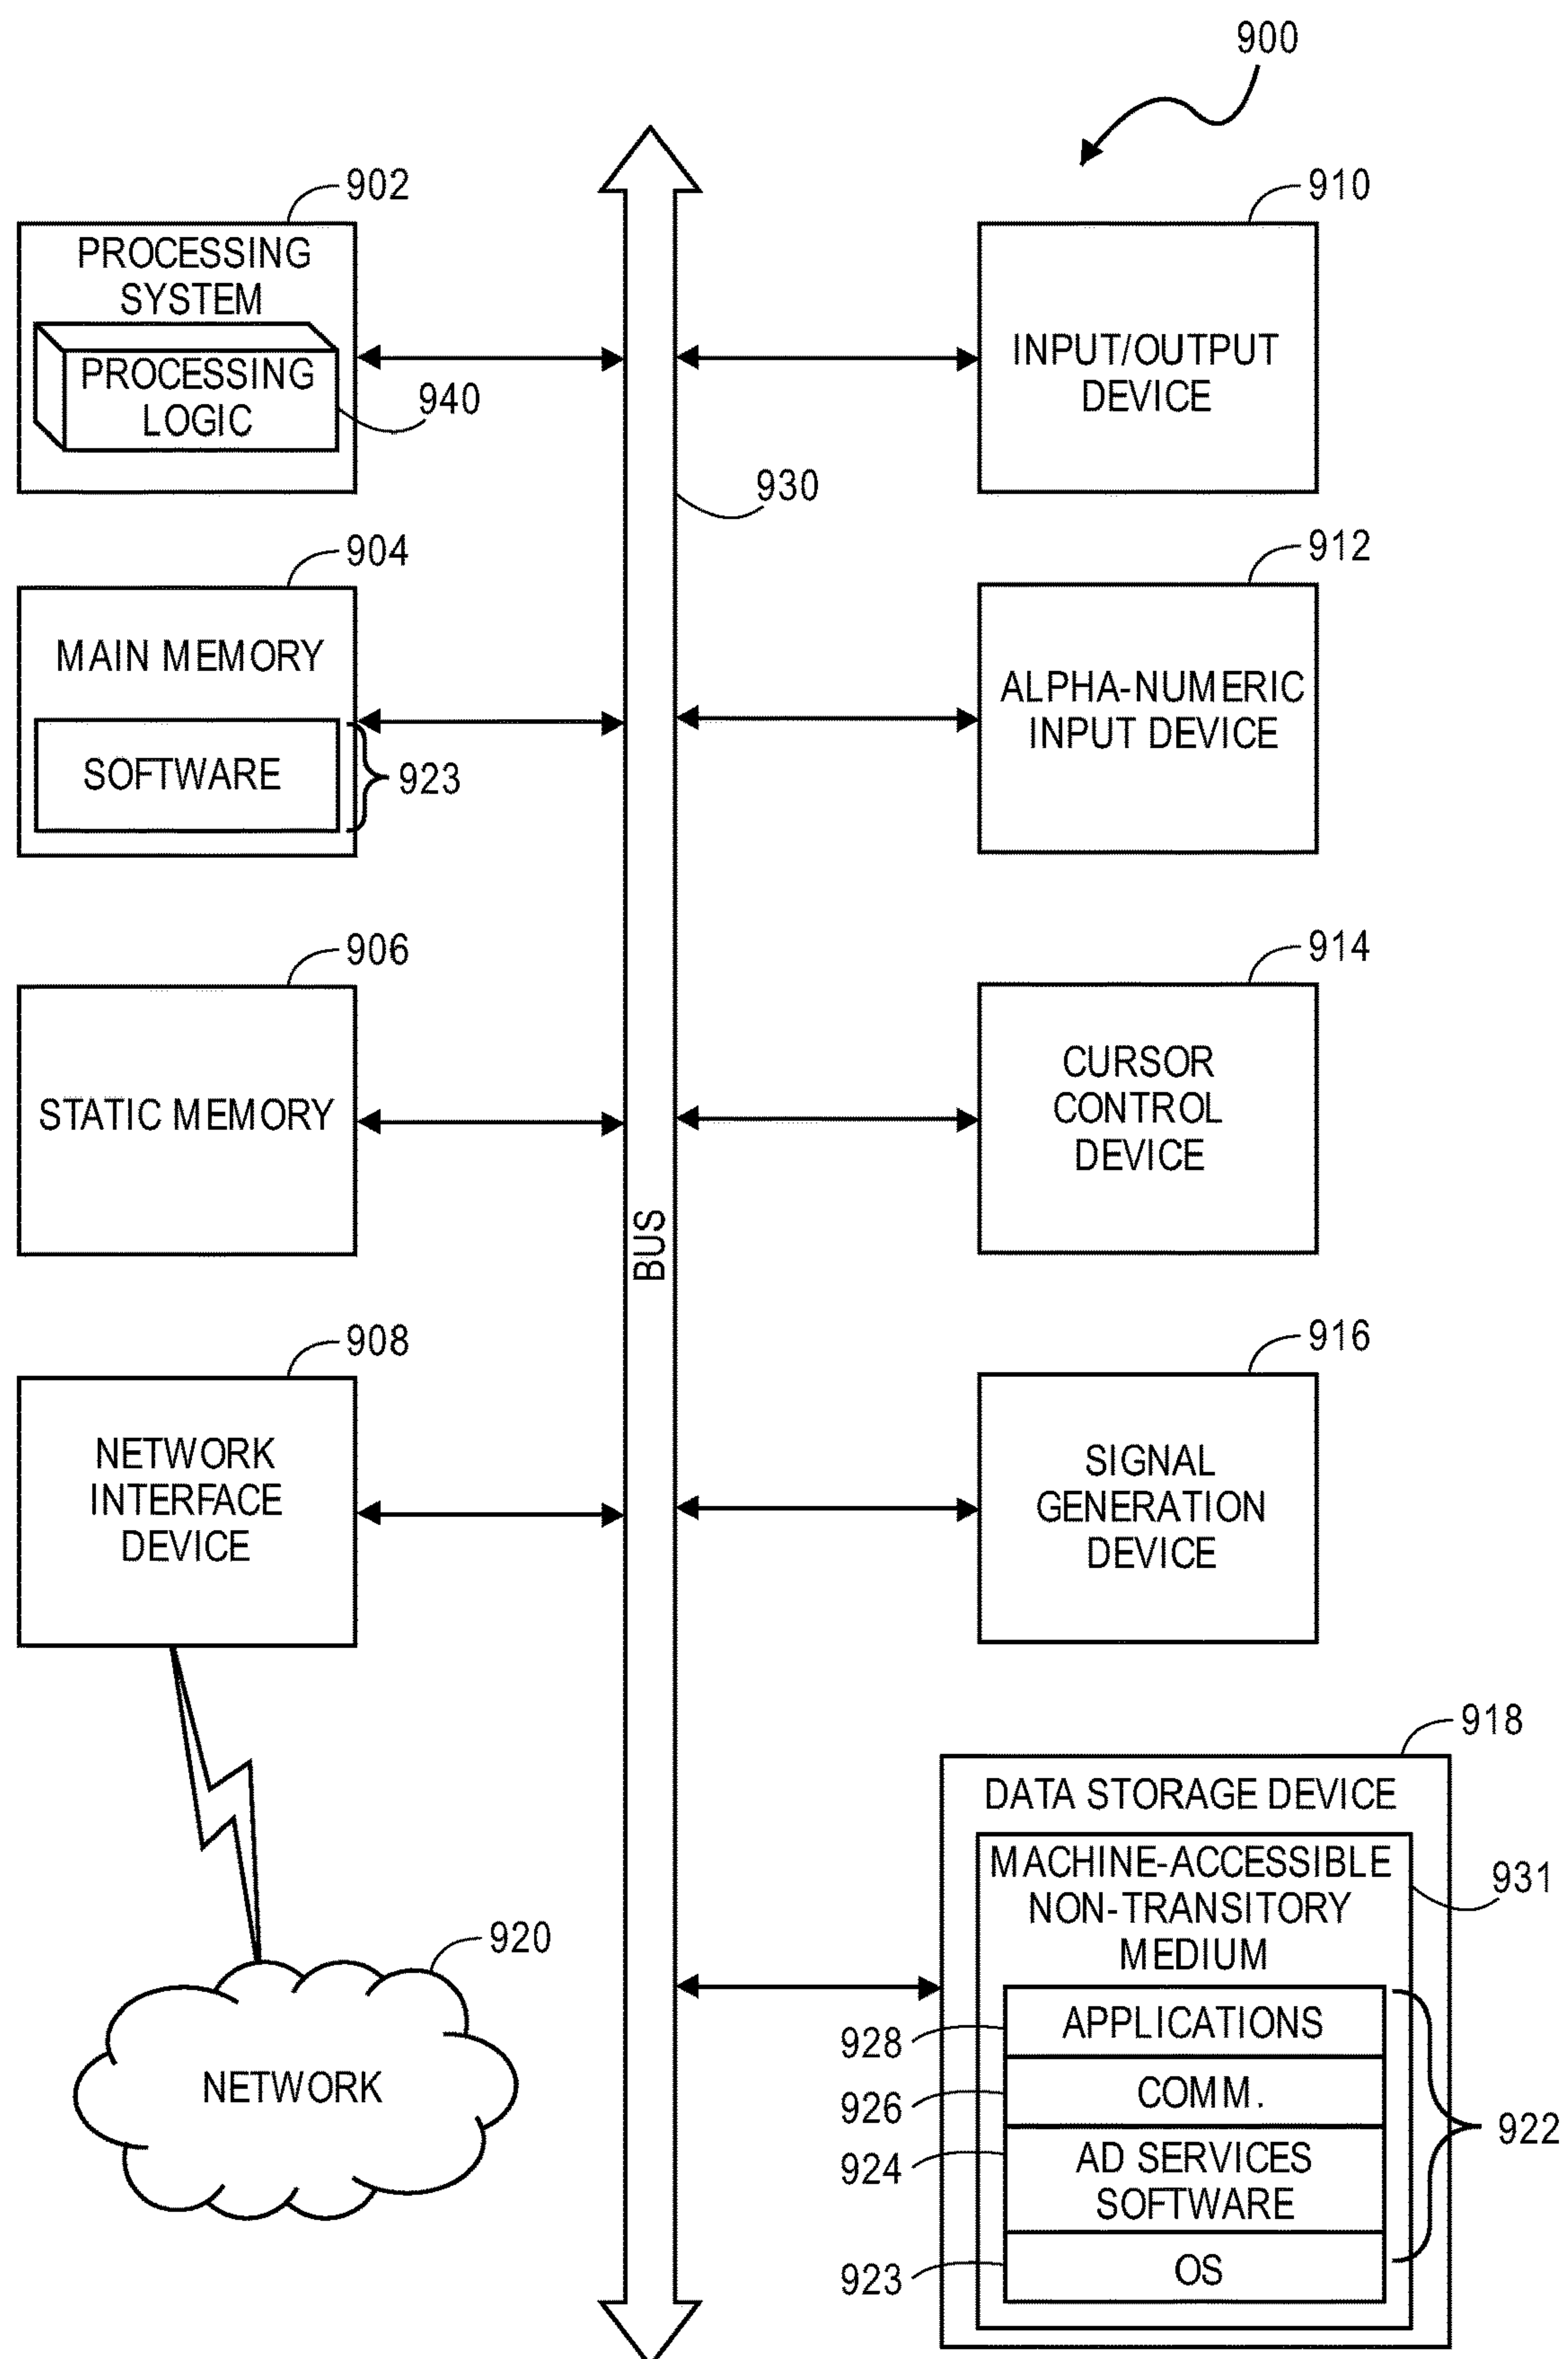 900
902
PROCESSING
SYSTEM
PROCESSING
LOGIC
940
910
INPUT/OUTPUT
DEVICE
930
904
MAIN MEMORY
SOFTWARE
923
912
ALPHA-NUMERIC
INPUT DEVICE
906
STATIC MEMORY
914
CURSOR
CONTROL
DEVICE
BUS
908
NETWORK
INTERFACE
DEVICE
916
SIGNAL
GENERATION
DEVICE
920
NETWORK
918
DATA STORAGE DEVICE
MACHINE-ACCESSIBLE
NON-TRANSITORY
MEDIUM
931
928
APPLICATIONS
926
COMM.
924
AD SERVICES
SOFTWARE
923
OS
922